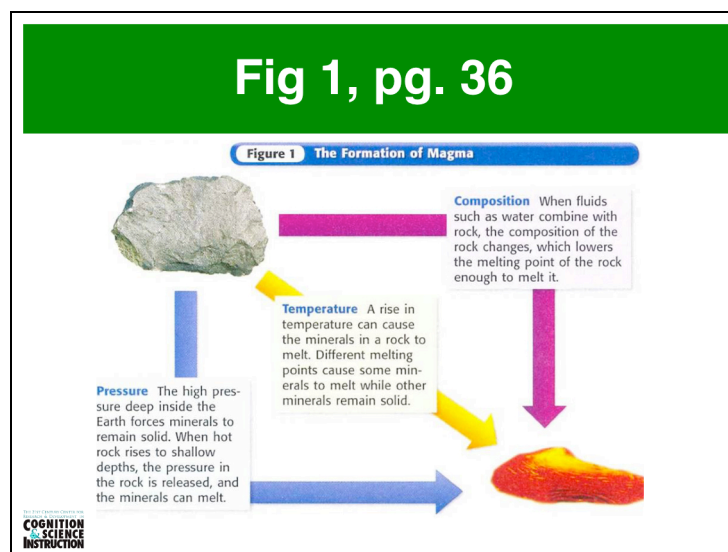 Fig 1, pg. 36
Figure 1 The Formation of Magma
Composition When fluids
such as water combine with
rock, the composition of the
rock changes, which lowers
the melting point of the rock
enough to melt it.
Temperature A rise in
temperature can cause
the minerals in a rock to
melt. Different melting
points cause some min-
erals to melt while other
minerals remain solid.
Pressure The high pres-
sure deep inside the
Earth forces minerals to
remain solid. When hot
rock rises to shallow
depths, the pressure in
the rock is released, and
the minerals can melt.
COGNITION
& SCIENCE
INSTRUCTION